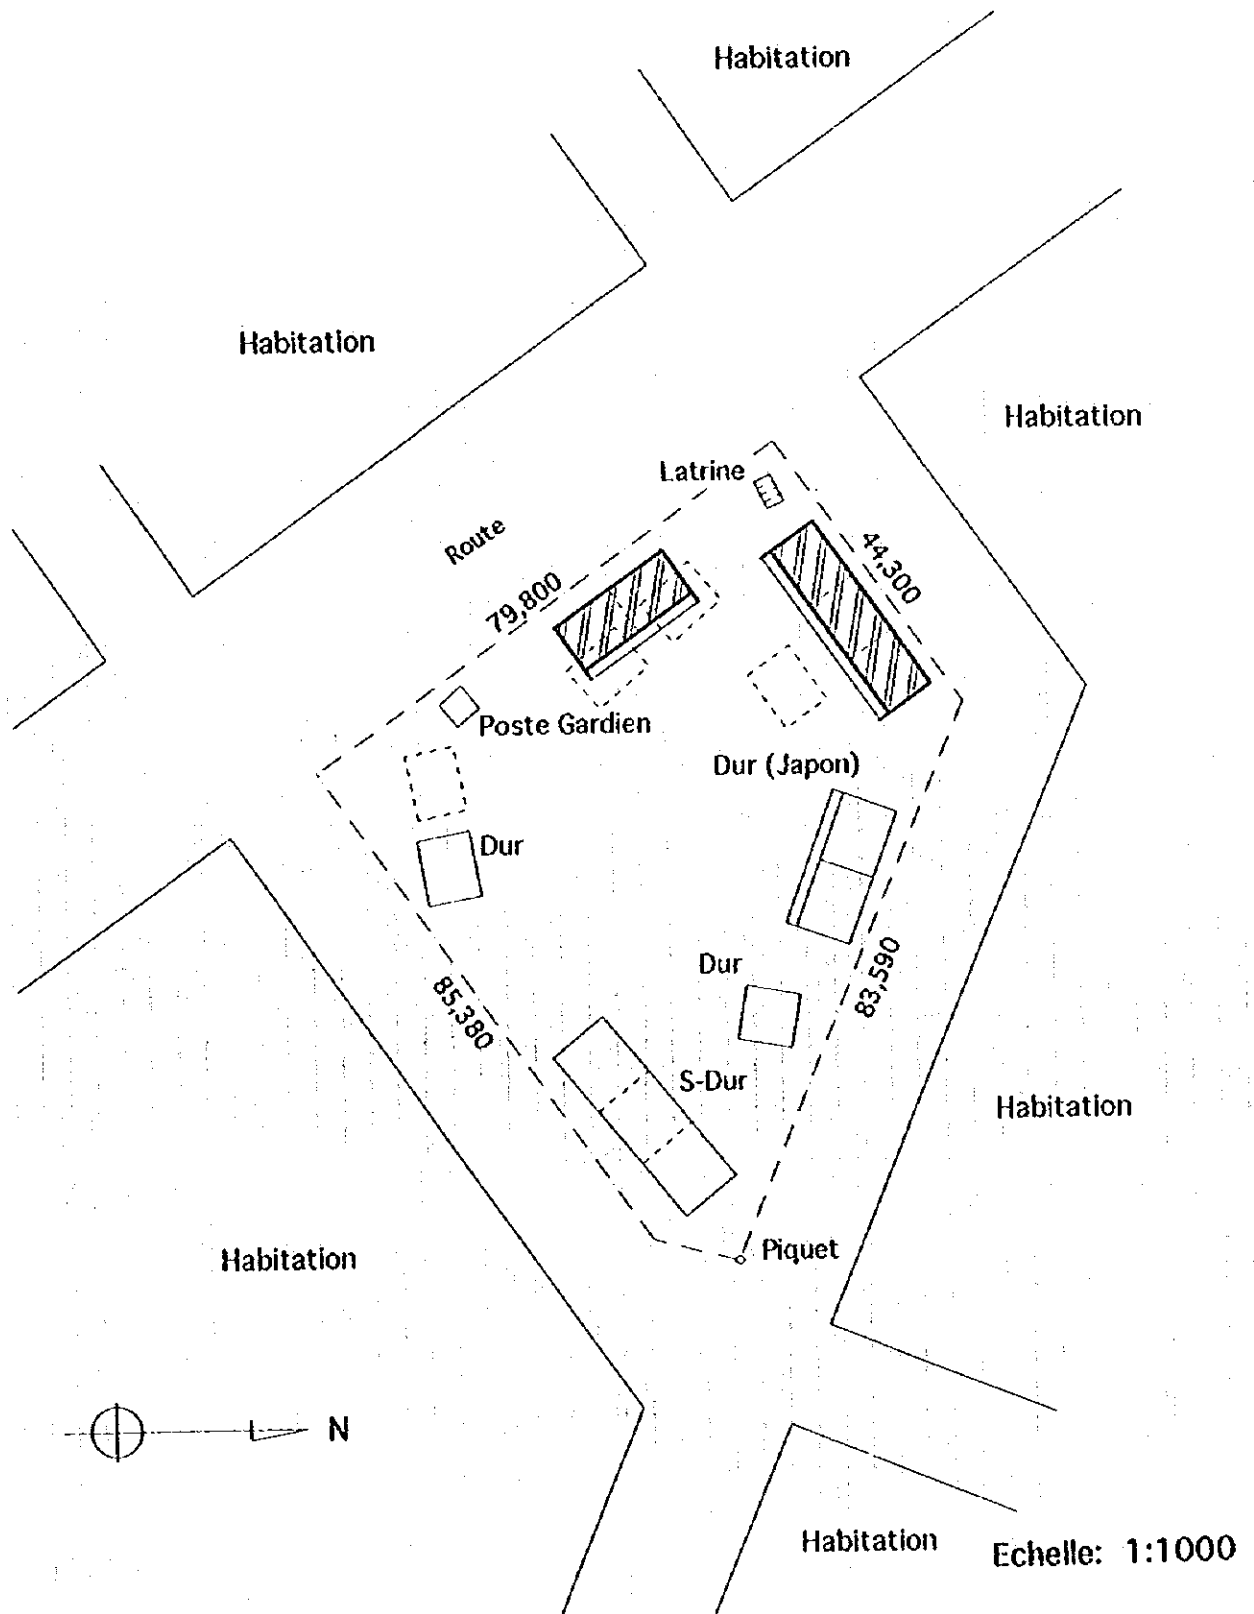 Habitation
Habitation
Habitation
Latrine
Route
44,300
79,800
Poste Gardien
Dur (Japon)
Dur
Dur
83,590
85,380
S-Dur
Habitation
Piquet
Habitation
N
Habitation
Echelle: 1:1000